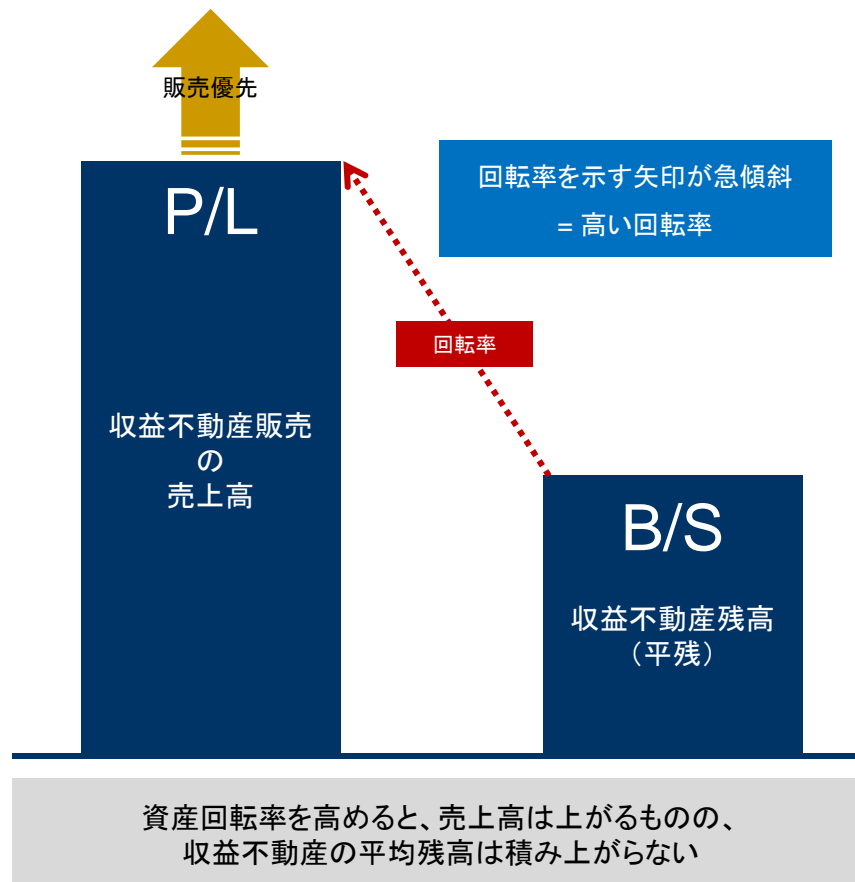 販売優先
P/L
回転率を示す矢印が急傾斜
= 高い回転率
回転率
収益不動産販売
の
売上高
B/S
収益不動産残高
（平残）
資産回転率を高めると、売上高は上がるものの、
収益不動産の平均残高は積み上がらない